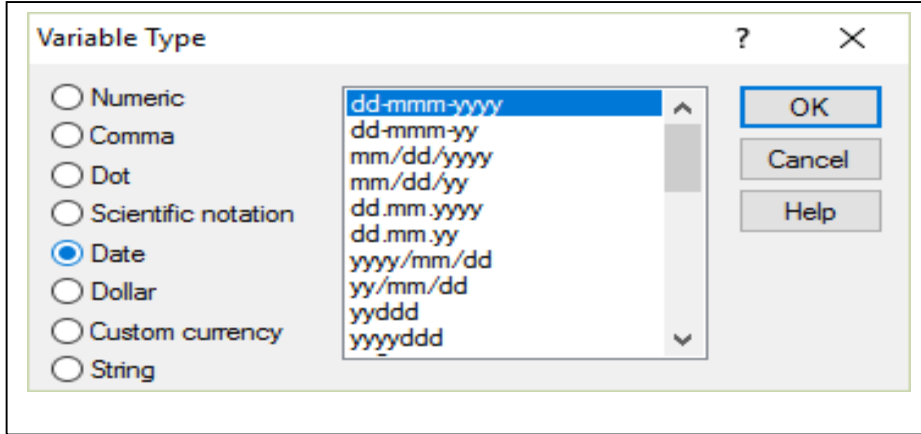 Variable Type ?
Numeric
Comma
Dot
Scientific notation
Date
Dollar
Custom currency
String
dd-mmm-yyyy
dd-mmm-yy
mm/dd/yyyy
mm/dd/yy
dd.mm.yyyy
dd.mm.yy
yyyy/mm/dd
yy/mm/dd
yyddd
yyyyddd
OK
Cancel
Help